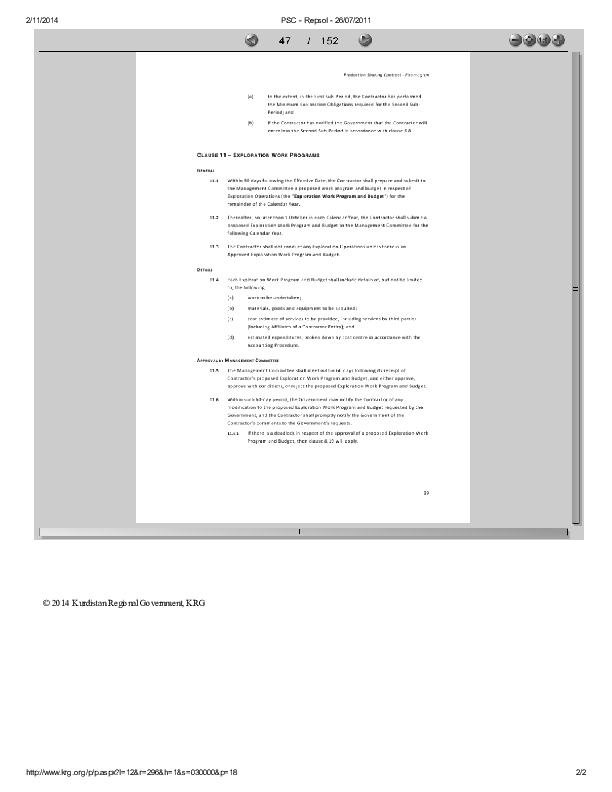 2/11/2014 PSC - Repsol - 26/07/2011
47 / 152
Production Sharing Contract -
(a) to the extent, in the First Sub-Period, the Contractor has performed
the Minimum Exploration Obligations required for the Second Sub-
Period; and
(b) if the Contractor has notified the Government that the Contractor will
enter into the Second Sub-Period in accordance with clause 6.
CLAUSE 11 – EXPLORATION WORK PROGRAMS
GENERAL
11.1 Within days following the Effective Date, the Contractor shall prepare and submit to
the Management Committee a proposed work program and budget in respect of
Exploration Operations (the "Exploration Work Program and Budget") for the
remainder of the Calendar Year.
11.2 Thereafter, no later than 1 October in each Calendar Year, the Contractor shall submit a
proposed Exploration Work Program and Budget to the Management Committee for the
following Calendar Year.
11.3 The Contractor shall not conduct any Exploration Operations unless there is an
Approved Exploration Work Program and Budget.
DETAILS
11.4 Each Exploration Work Program and Budget shall include details of, but not be limited
to, the following:
(a) work to be undertaken;
(b) materials, goods and equipment to be acquired;
(c) cost estimate of services to be provided, including services by third parties
(including Affiliates of a Contractor Entity); and
(d) estimated expenditures, broken down by cost centre in accordance with the
Accounting Procedure.
APPROVAL BY MANAGEMENT COMMITTEE
11.5 The Management Committee shall meet within days following its receipt of
Contractor's proposed Exploration Work Program and Budget, and either approve,
approve with conditions, or reject the proposed Exploration Work Program and Budget.
11.6 Within such day period, the Government may notify the Contractor of any
modification to the proposed Exploration Work Program and Budget requested by the
Government, and the Contractor shall promptly notify the Government of the
Contractor's comments to the Government's requests.
11.6.1 If there is a deadlock in respect of the approval of a proposed Exploration Work
Program and Budget, then clause 8.19 will apply.
39
© 2014 Kurdistan Regional Government, KRG
http://www.krg.org/p/p.aspx?l=12&r=296&h=1&s=030000&p=18 2/2